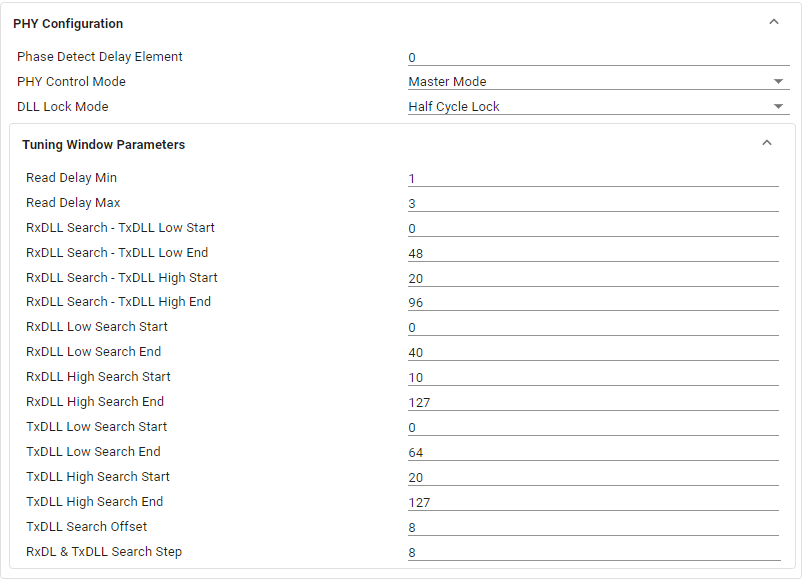 PHY Configuration
Phase Detect Delay Element 0
PHY Control Mode Master Mode
DLL Lock Mode Half Cycle Lock
Tuning Window Parameters
Read Delay Min 1
Read Delay Max 3
RxDLL Search - TxDLL Low Start 0
RxDLL Search - TxDLL Low End 48
RxDLL Search - TxDLL High Start 20
RxDLL Search - TxDLL High End 96
RxDLL Low Search Start 0
RxDLL Low Search End 40
RxDLL High Search Start 10
RxDLL High Search End 127
TxDLL Low Search Start 0
TxDLL Low Search End 64
TxDLL High Search Start 20
TxDLL High Search End 127
TxDLL Search Offset 8
RxDL & TxDLL Search Step 8